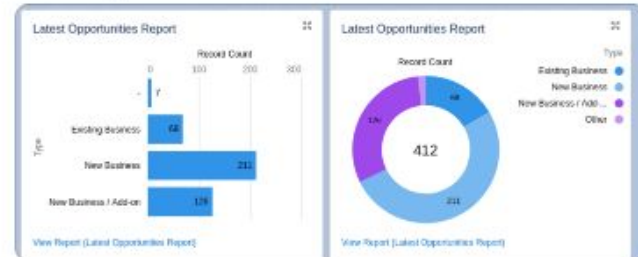 Latest Opportunities Report
Record Count
0 100 200 300
Type
- 7
Existing Business 68
New Business 211
New Business / Add-on 126
View Report (Latest Opportunities Report)
Latest Opportunities Report
Record Count
68
126
412
211
Type
Existing Business
New Business
New Business / Add-...
Other
View Report (Latest Opportunities Report)